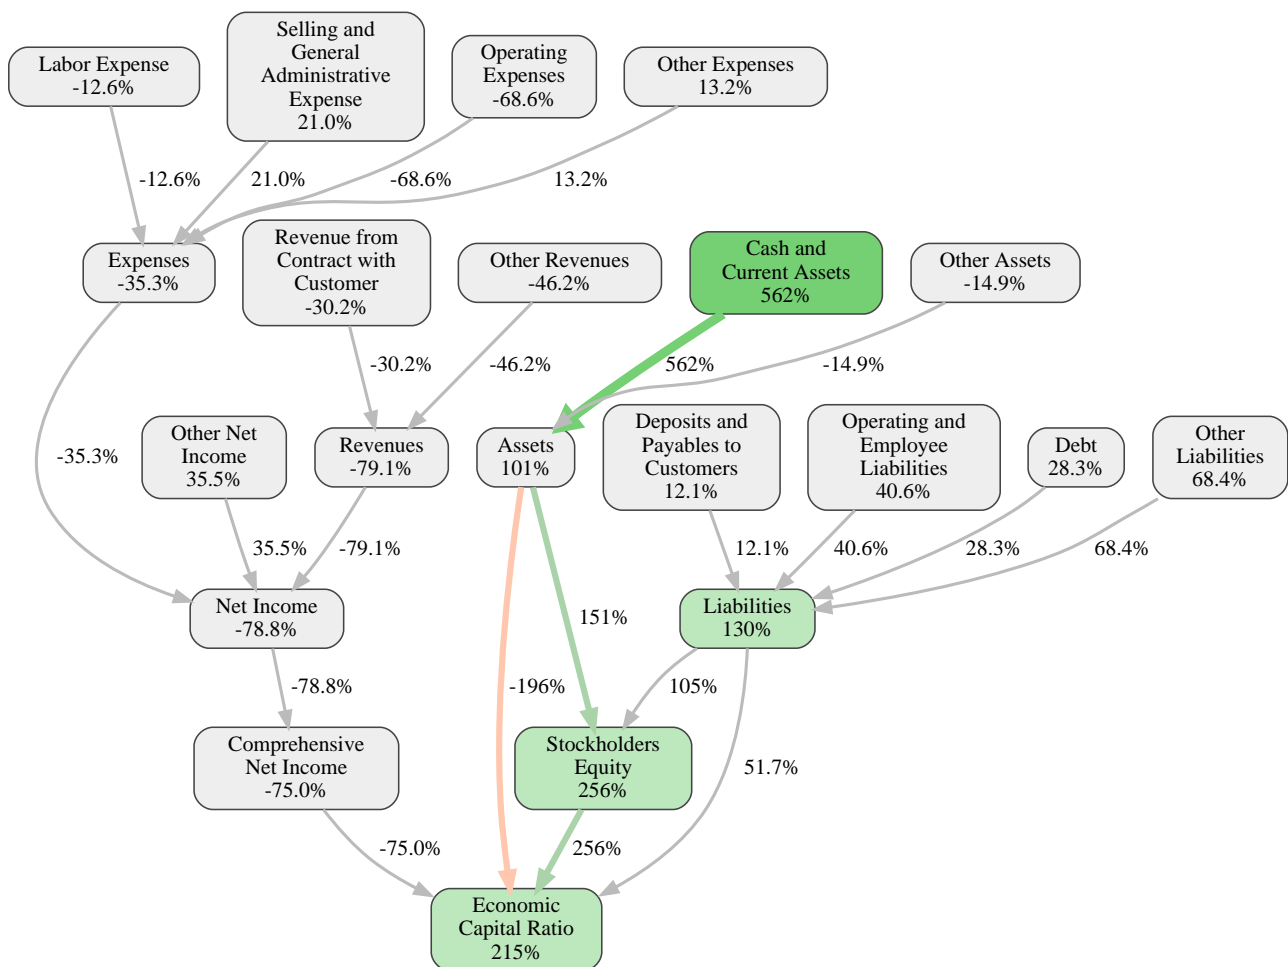 Selling and
General
Administrative
Expense
21.0%
Labor Expense
-12.6%
Operating
Expenses
-68.6%
Other Expenses
13.2%
-12.6%
21.0%
-68.6%
13.2%
Expenses
-35.3%
Revenue from
Contract with
Customer
-30.2%
Other Revenues
-46.2%
Cash and
Current Assets
562%
Other Assets
-14.9%
-30.2%
-46.2%
562%
-14.9%
-35.3%
Other Net
Income
35.5%
Revenues
-79.1%
Assets
101%
Deposits and
Payables to
Customers
12.1%
Operating and
Employee
Liabilities
40.6%
Debt
28.3%
Other
Liabilities
68.4%
35.5%
-79.1%
12.1%
40.6%
28.3%
68.4%
Net Income
-78.8%
151%
Liabilities
130%
-78.8%
-196%
105%
Comprehensive
Net Income
-75.0%
Stockholders
Equity
256%
51.7%
-75.0%
256%
Economic
Capital Ratio
215%